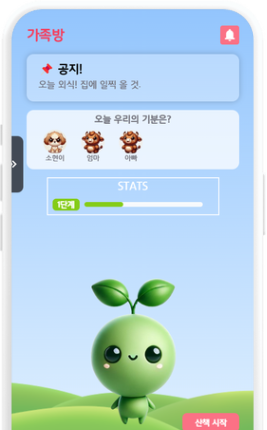 가족방
📌 공지!
오늘 외식! 집에 일찍 올 것.
오늘 우리의 기분은?
소연이 엄마 아빠
STATS
1단계
산책 시작